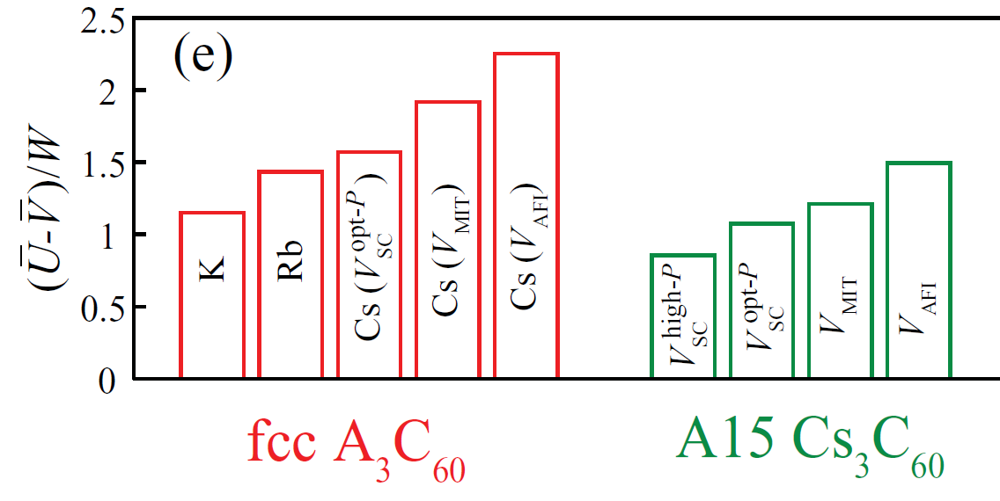 (e)
2.5
2
1.5
1
0.5
0
(U̅-V̅)/W
K
Rb
Cs (V_SC^opt-P)
Cs (V_MIT)
Cs (V_AFI)
V_SC^high-P
V_SC^opt-P
V_MIT
V_AFI
fcc A₃C₆₀
A15 Cs₃C₆₀